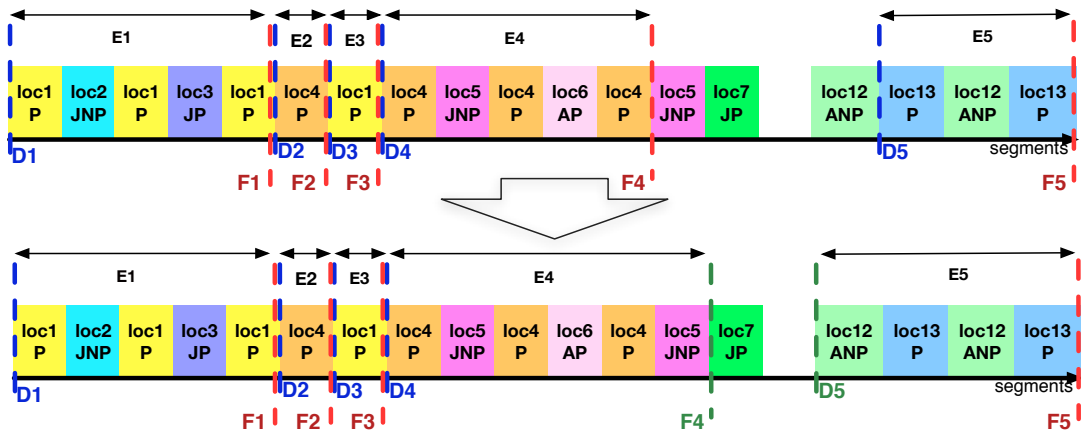 E1 E2 E3 E4 E5
loc1 loc2 loc1 loc3 loc1 loc4 loc1 loc4 loc5 loc4 loc6 loc4 loc5 loc7 loc12 loc13 loc12 loc13
P JNP P JP P P P P JNP P AP P JNP JP ANP P ANP P
D1 D2 D3 D4 D5 segments
F1 F2 F3 F4 F5
E1 E2 E3 E4 E5
loc1 loc2 loc1 loc3 loc1 loc4 loc1 loc4 loc5 loc4 loc6 loc4 loc5 loc7 loc12 loc13 loc12 loc13
P JNP P JP P P P P JNP P AP P JNP JP ANP P ANP P
D1 D2 D3 D4 D5 segments
F1 F2 F3 F4 F5